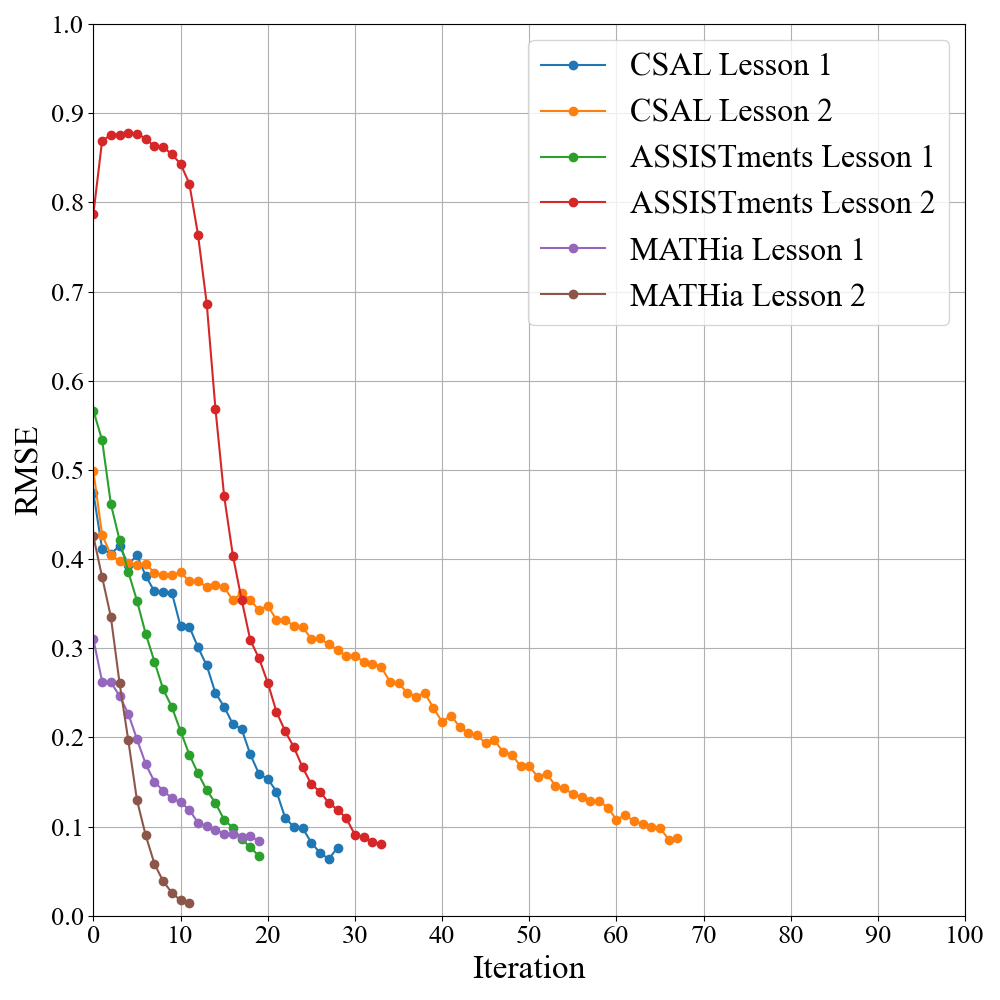 1.0
0.9
0.8
0.7
0.6
0.5
0.4
0.3
0.2
0.1
0.0
RMSE
CSAL Lesson 1
CSAL Lesson 2
ASSISTments Lesson 1
ASSISTments Lesson 2
MATHia Lesson 1
MATHia Lesson 2
0 10 20 30 40 50 60 70 80 90 100
Iteration